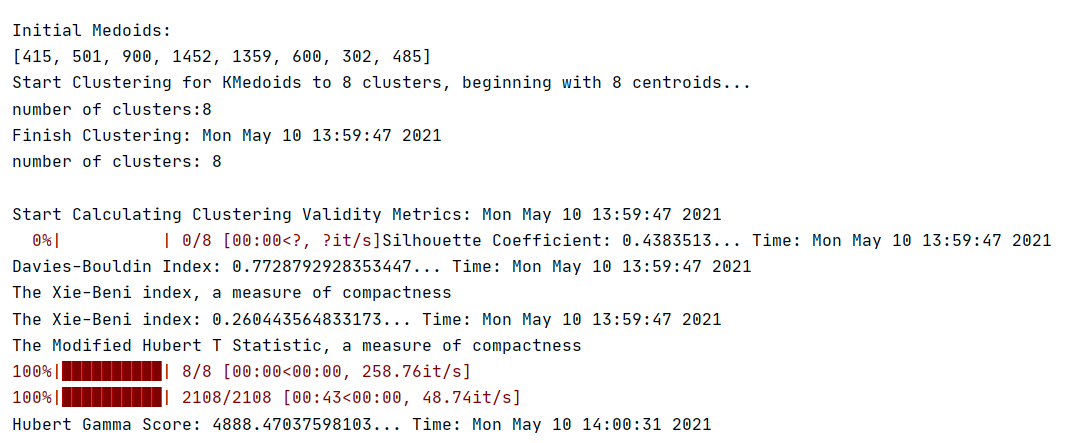 Initial Medoids:
[415, 501, 900, 1452, 1359, 600, 302, 485]
Start Clustering for KMedoids to 8 clusters, beginning with 8 centroids...
number of clusters:8
Finish Clustering: Mon May 10 13:59:47 2021
number of clusters: 8
Start Calculating Clustering Validity Metrics: Mon May 10 13:59:47 2021
  0%|          | 0/8 [00:00<?, ?it/s]Silhouette Coefficient: 0.4383513... Time: Mon May 10 13:59:47 2021
Davies-Bouldin Index: 0.7728792928353447... Time: Mon May 10 13:59:47 2021
The Xie-Beni index, a measure of compactness
The Xie-Beni index: 0.260443564833173... Time: Mon May 10 13:59:47 2021
The Modified Hubert T Statistic, a measure of compactness
100%|██████████| 8/8 [00:00<00:00, 258.76it/s]
100%|██████████| 2108/2108 [00:43<00:00, 48.74it/s]
Hubert Gamma Score: 4888.47037598103... Time: Mon May 10 14:00:31 2021